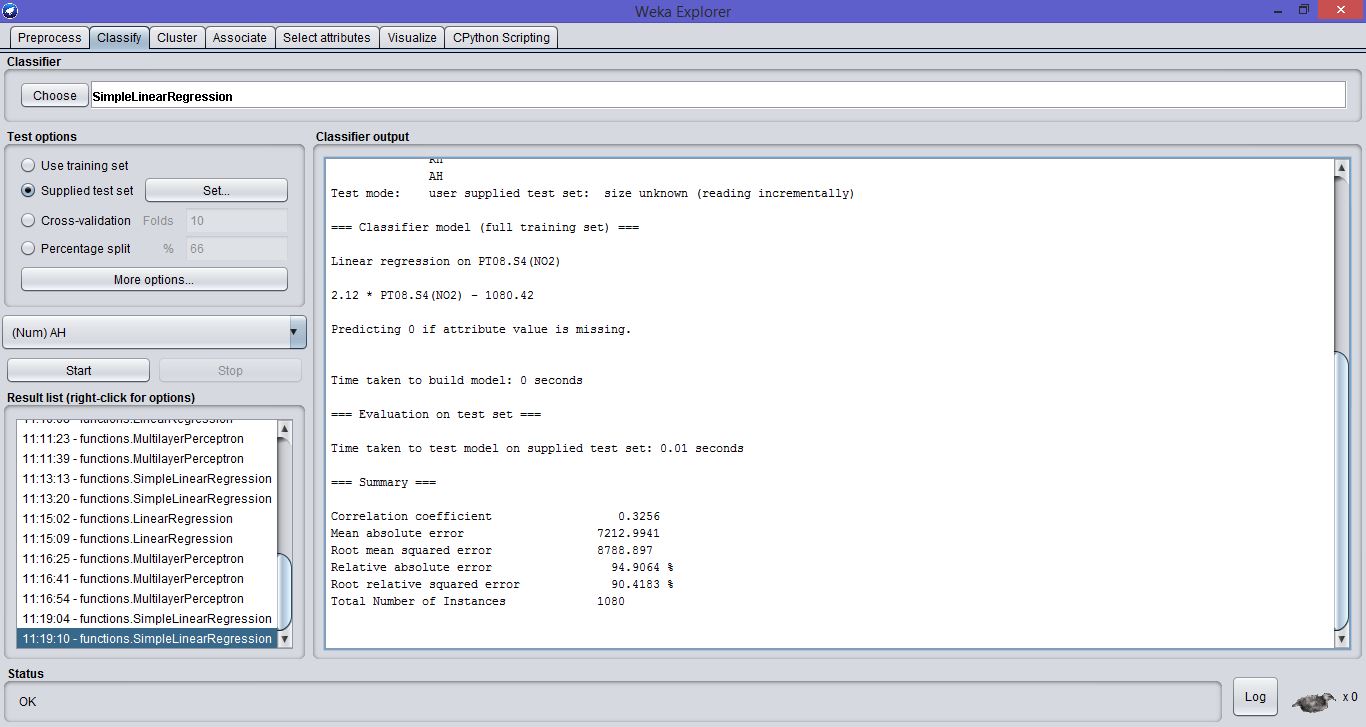 Weka Explorer
Preprocess Classify Cluster Associate Select attributes Visualize CPython Scripting
Classifier
Choose SimpleLinearRegression
Test options
Use training set
Supplied test set Set...
Cross-validation Folds 10
Percentage split % 66
More options...
(Num) AH
Start Stop
Result list (right-click for options)
11:11:23 - functions.MultilayerPerceptron
11:11:39 - functions.MultilayerPerceptron
11:13:13 - functions.SimpleLinearRegression
11:13:20 - functions.SimpleLinearRegression
11:15:02 - functions.LinearRegression
11:15:09 - functions.LinearRegression
11:16:25 - functions.MultilayerPerceptron
11:16:41 - functions.MultilayerPerceptron
11:16:54 - functions.MultilayerPerceptron
11:19:04 - functions.SimpleLinearRegression
11:19:10 - functions.SimpleLinearRegression
Classifier output
RH
AH
Test mode: user supplied test set: size unknown (reading incrementally)
=== Classifier model (full training set) ===
Linear regression on PT08.S4(NO2)
2.12 * PT08.S4(NO2) - 1080.42
Predicting 0 if attribute value is missing.
Time taken to build model: 0 seconds
=== Evaluation on test set ===
Time taken to test model on supplied test set: 0.01 seconds
=== Summary ===
Correlation coefficient 0.3256
Mean absolute error 7212.9941
Root mean squared error 8788.897
Relative absolute error 94.9064 %
Root relative squared error 90.4183 %
Total Number of Instances 1080
Status
OK
Log x 0